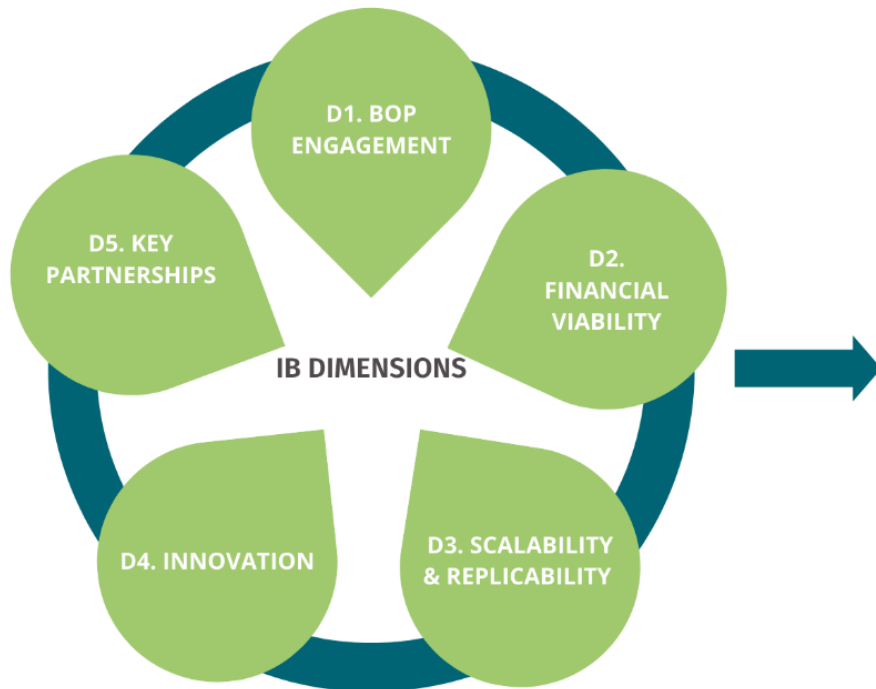 D1. BOP
ENGAGEMENT
D2.
FINANCIAL
VIABILITY
D3. SCALABILITY
& REPLICABILITY
D4. INNOVATION
D5. KEY
PARTNERSHIPS
IB DIMENSIONS